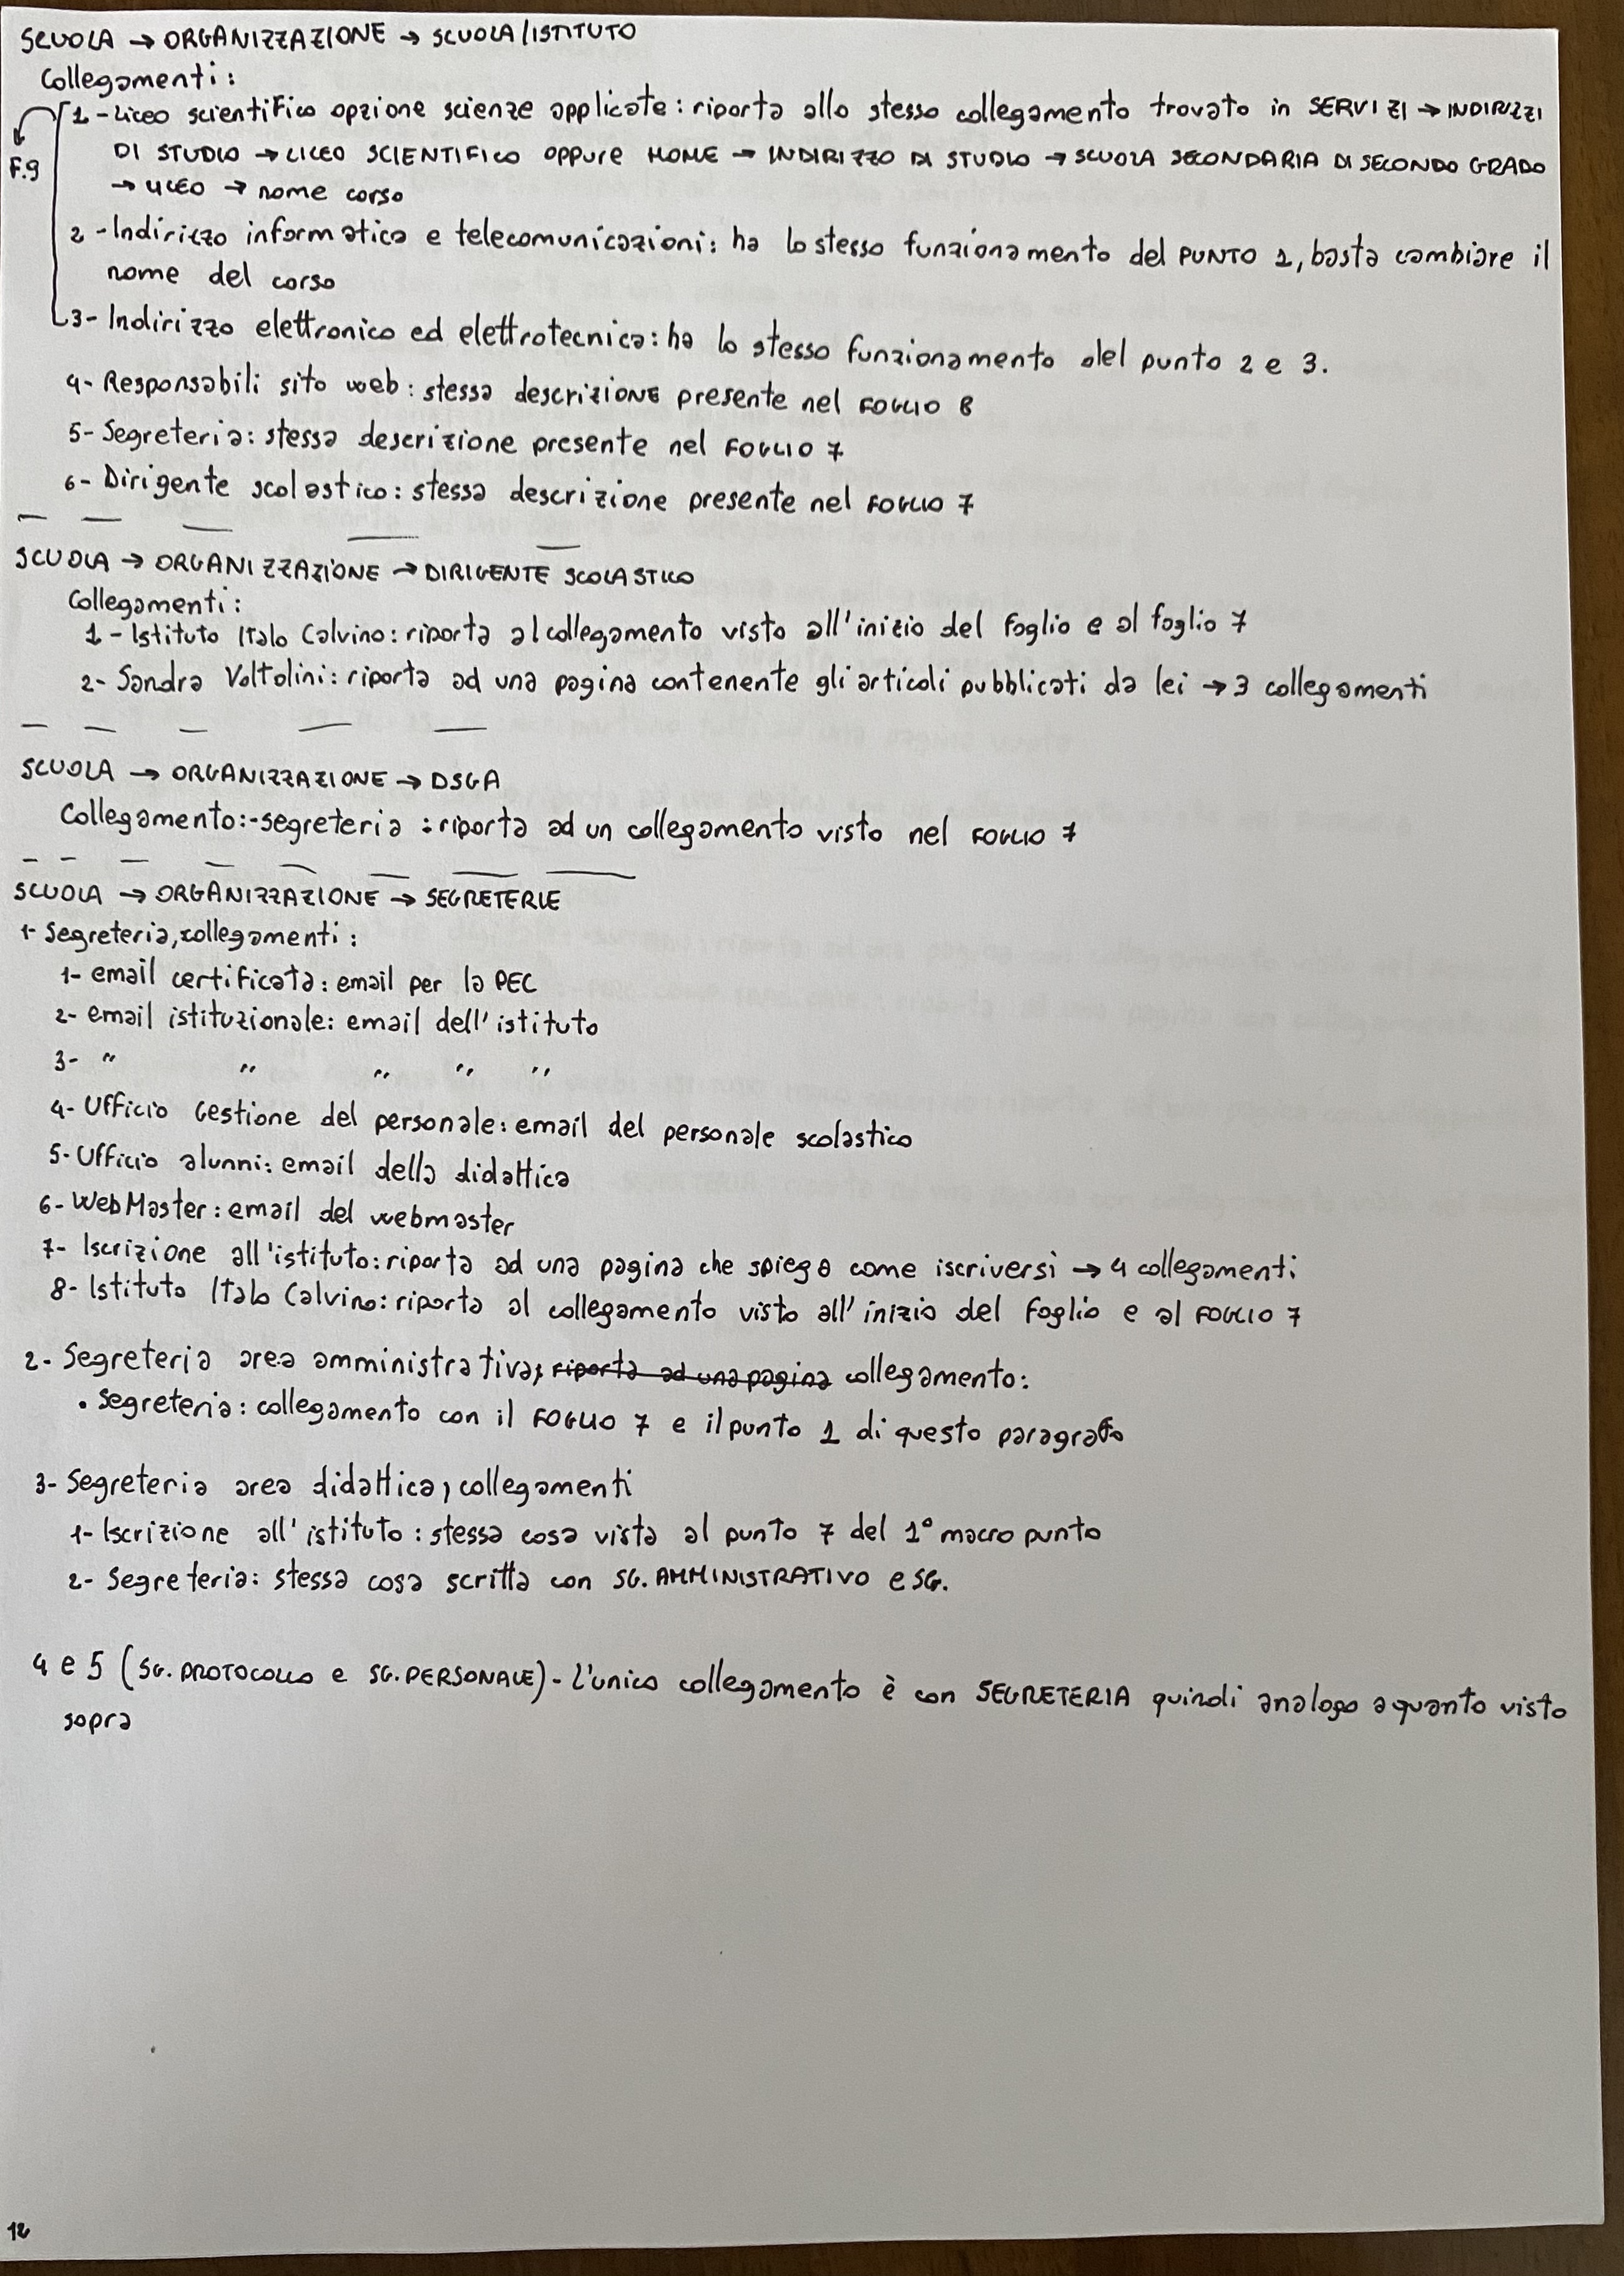 SCUOLA → ORGANIZZAZIONE → SCUOLA/ISTITUTO
Collegamenti:
1-Liceo scientifico opzione scienze applicate: riporta allo stesso collegamento trovato in SERVIZI → INDIRIZZI
F.9
DI STUDIO → LICEO SCIENTIFICO OPPURE HOME → INDIRIZZO DI STUDIO → SCUOLA SECONDARIA DI SECONDO GRADO
→ LICEO → nome corso
2-Indirizzo informatica e telecomunicazioni: ha lo stesso funzionamento del PUNTO 1, basta cambiare il
nome del corso
3-Indirizzo elettronico ed elettrotecnica: ha lo stesso funzionamento del punto 2 e 3.
4-Responsabili sito web: stessa descrizione presente nel FOGLIO 8
5-Segreteria: stessa descrizione presente nel FOGLIO 7
6-Dirigente scolastico: stessa descrizione presente nel FOGLIO 7
SCUOLA → ORGANIZZAZIONE → DIRIGENTE SCOLASTICO
Collegamenti:
1-Istituto Italo Calvino: riporta al collegamento visto all'inizio del foglio e al foglio 7
2-Sandra Voltolini: riporta ad una pagina contenente gli articoli pubblicati da lei → 3 collegamenti
SCUOLA → ORGANIZZAZIONE → DSGA
Collegamento:-segreteria : riporta ad un collegamento visto nel FOGLIO 7
SCUOLA → ORGANIZZAZIONE → SEGRETERIE
1-Segreteria, collegamenti:
1-email certificata: email per la PEC
2-email istituzionale: email dell'istituto
3- " " " " "
4-Ufficio Gestione del personale: email del personale scolastico
5-Ufficio alunni: email della didattica
6-WebMaster: email del webmaster
7-Iscrizione all'istituto: riporta ad una pagina che spiega come iscriversi → 4 collegamenti
8-Istituto Italo Calvino: riporta al collegamento visto all'inizio del foglio e al FOGLIO 7
2-Segreteria area amministrativa; riporta ad una pagina collegamento:
• Segreteria: collegamento con il FOGLIO 7 e il punto 1 di questo paragrafo
3-Segreteria area didattica, collegamenti
1-Iscrizione all'istituto: stessa cosa vista al punto 7 del 1° macro punto
2-Segreteria: stessa cosa scritta con SG. AMMINISTRATIVO e SG.
4 e 5 (SG. PROTOCOLLO e SG. PERSONALE)-L'unico collegamento è con SEGRETERIA quindi analogo a quanto visto
sopra
12